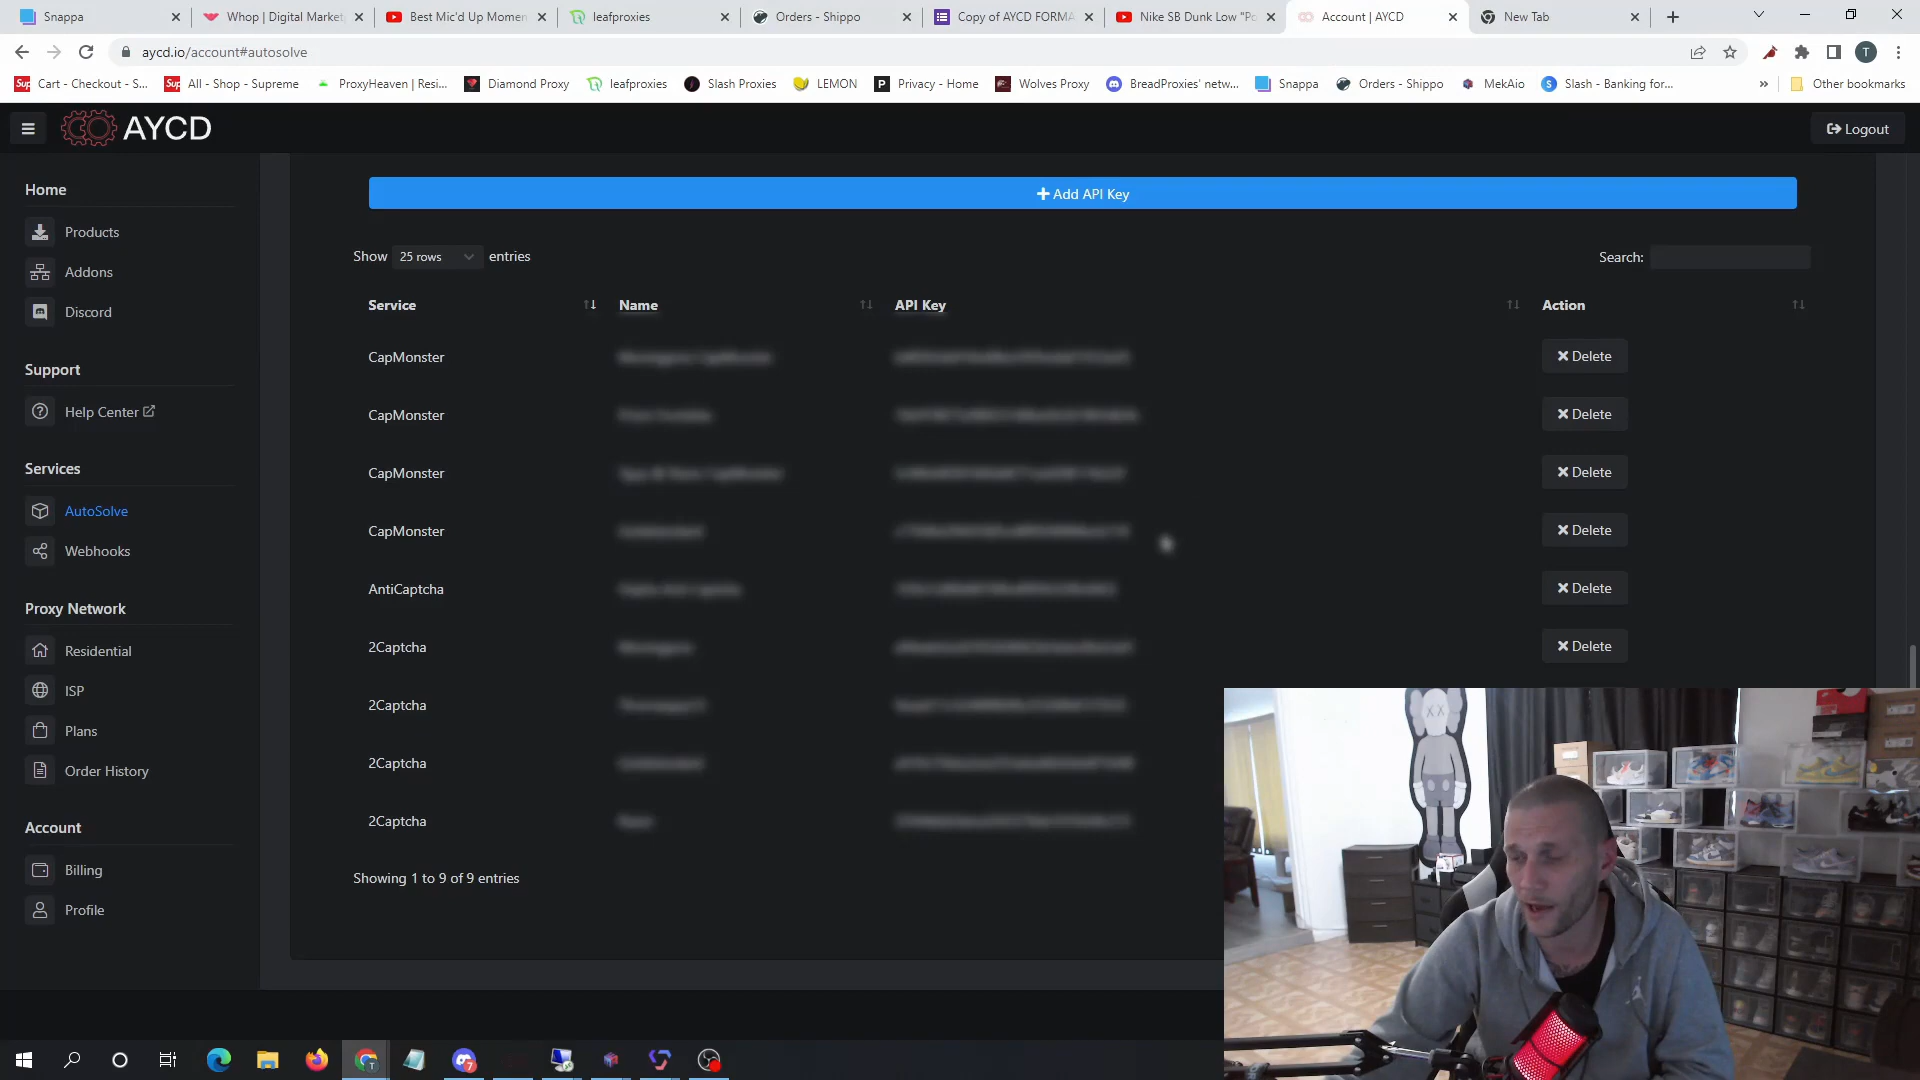 Snappa
Whop | Digital Market
Best Mic'd Up Momen
leafproxies
Orders - Shippo
Copy of AYCD FORMA
Nike SB Dunk Low "Po
Account | AYCD
New Tab
aycd.io/account#autosolve
T
Sup
Cart - Checkout - S...
Sup
All - Shop - Supreme
ProxyHeaven | Resi...
Diamond Proxy
leafproxies
Slash Proxies
LEMON
P
Privacy - Home
Wolves Proxy
BreadProxies' netw...
Snappa
Orders - Shippo
MekAio
S
Slash - Banking for...
»
Other bookmarks
AYCD
Logout
Home
Products
Addons
Discord
Support
Help Center
Services
AutoSolve
Webhooks
Proxy Network
Residential
ISP
Plans
Order History
Account
Billing
Profile
Add API Key
Show 25 rows entries
Search:
Service Name API Key Action
CapMonster Delete
CapMonster Delete
CapMonster Delete
CapMonster Delete
AntiCaptcha Delete
2Captcha Delete
2Captcha
2Captcha
2Captcha
Showing 1 to 9 of 9 entries
XX
7